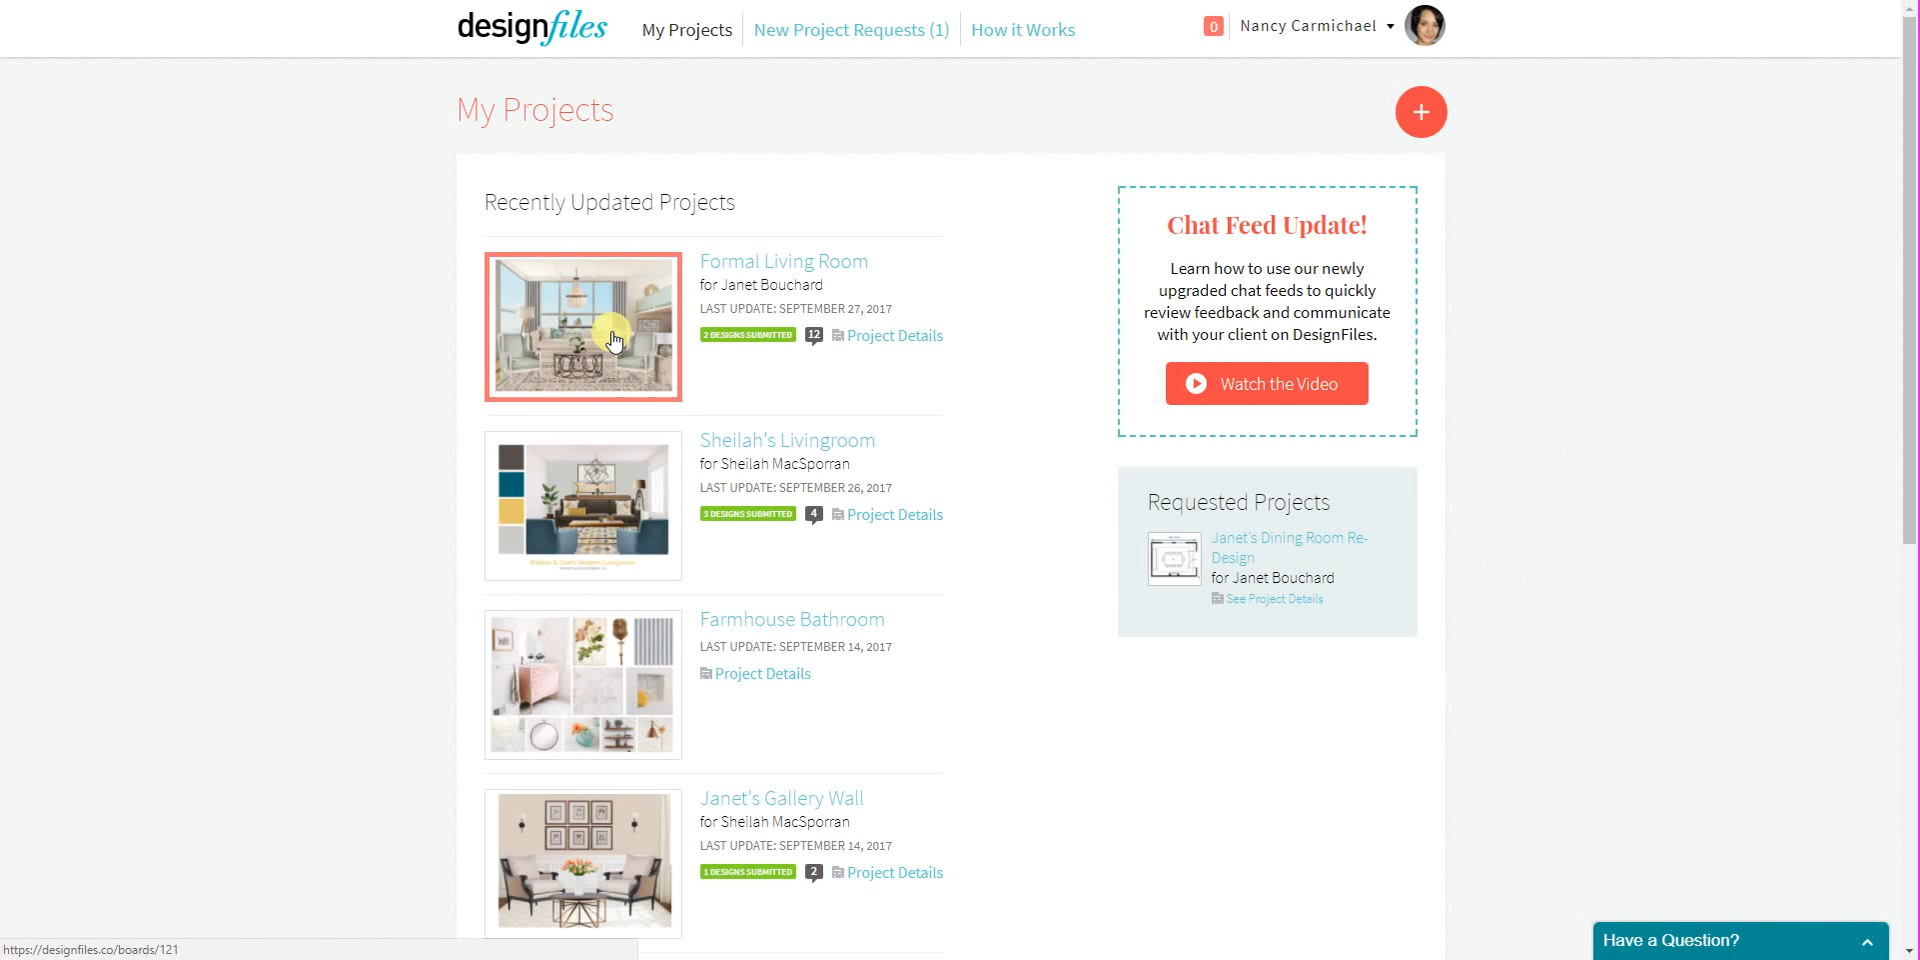 designfiles
My Projects
New Project Requests (1)
How it Works
0
Nancy Carmichael
My Projects
+
Recently Updated Projects
Formal Living Room
for Janet Bouchard
LAST UPDATE: SEPTEMBER 27, 2017
2 DESIGNS SUBMITTED
12
Project Details
Sheilah's Livingroom
for Sheilah MacSporran
LAST UPDATE: SEPTEMBER 26, 2017
3 DESIGNS SUBMITTED
4
Project Details
Farmhouse Bathroom
LAST UPDATE: SEPTEMBER 14, 2017
Project Details
Janet's Gallery Wall
for Sheilah MacSporran
LAST UPDATE: SEPTEMBER 14, 2017
1 DESIGNS SUBMITTED
2
Project Details
Chat Feed Update!
Learn how to use our newly
upgraded chat feeds to quickly
review feedback and communicate
with your client on DesignFiles.
Watch the Video
Requested Projects
Janet's Dining Room Re-
Design
for Janet Bouchard
See Project Details
https://designfiles.co/boards/121
Have a Question?